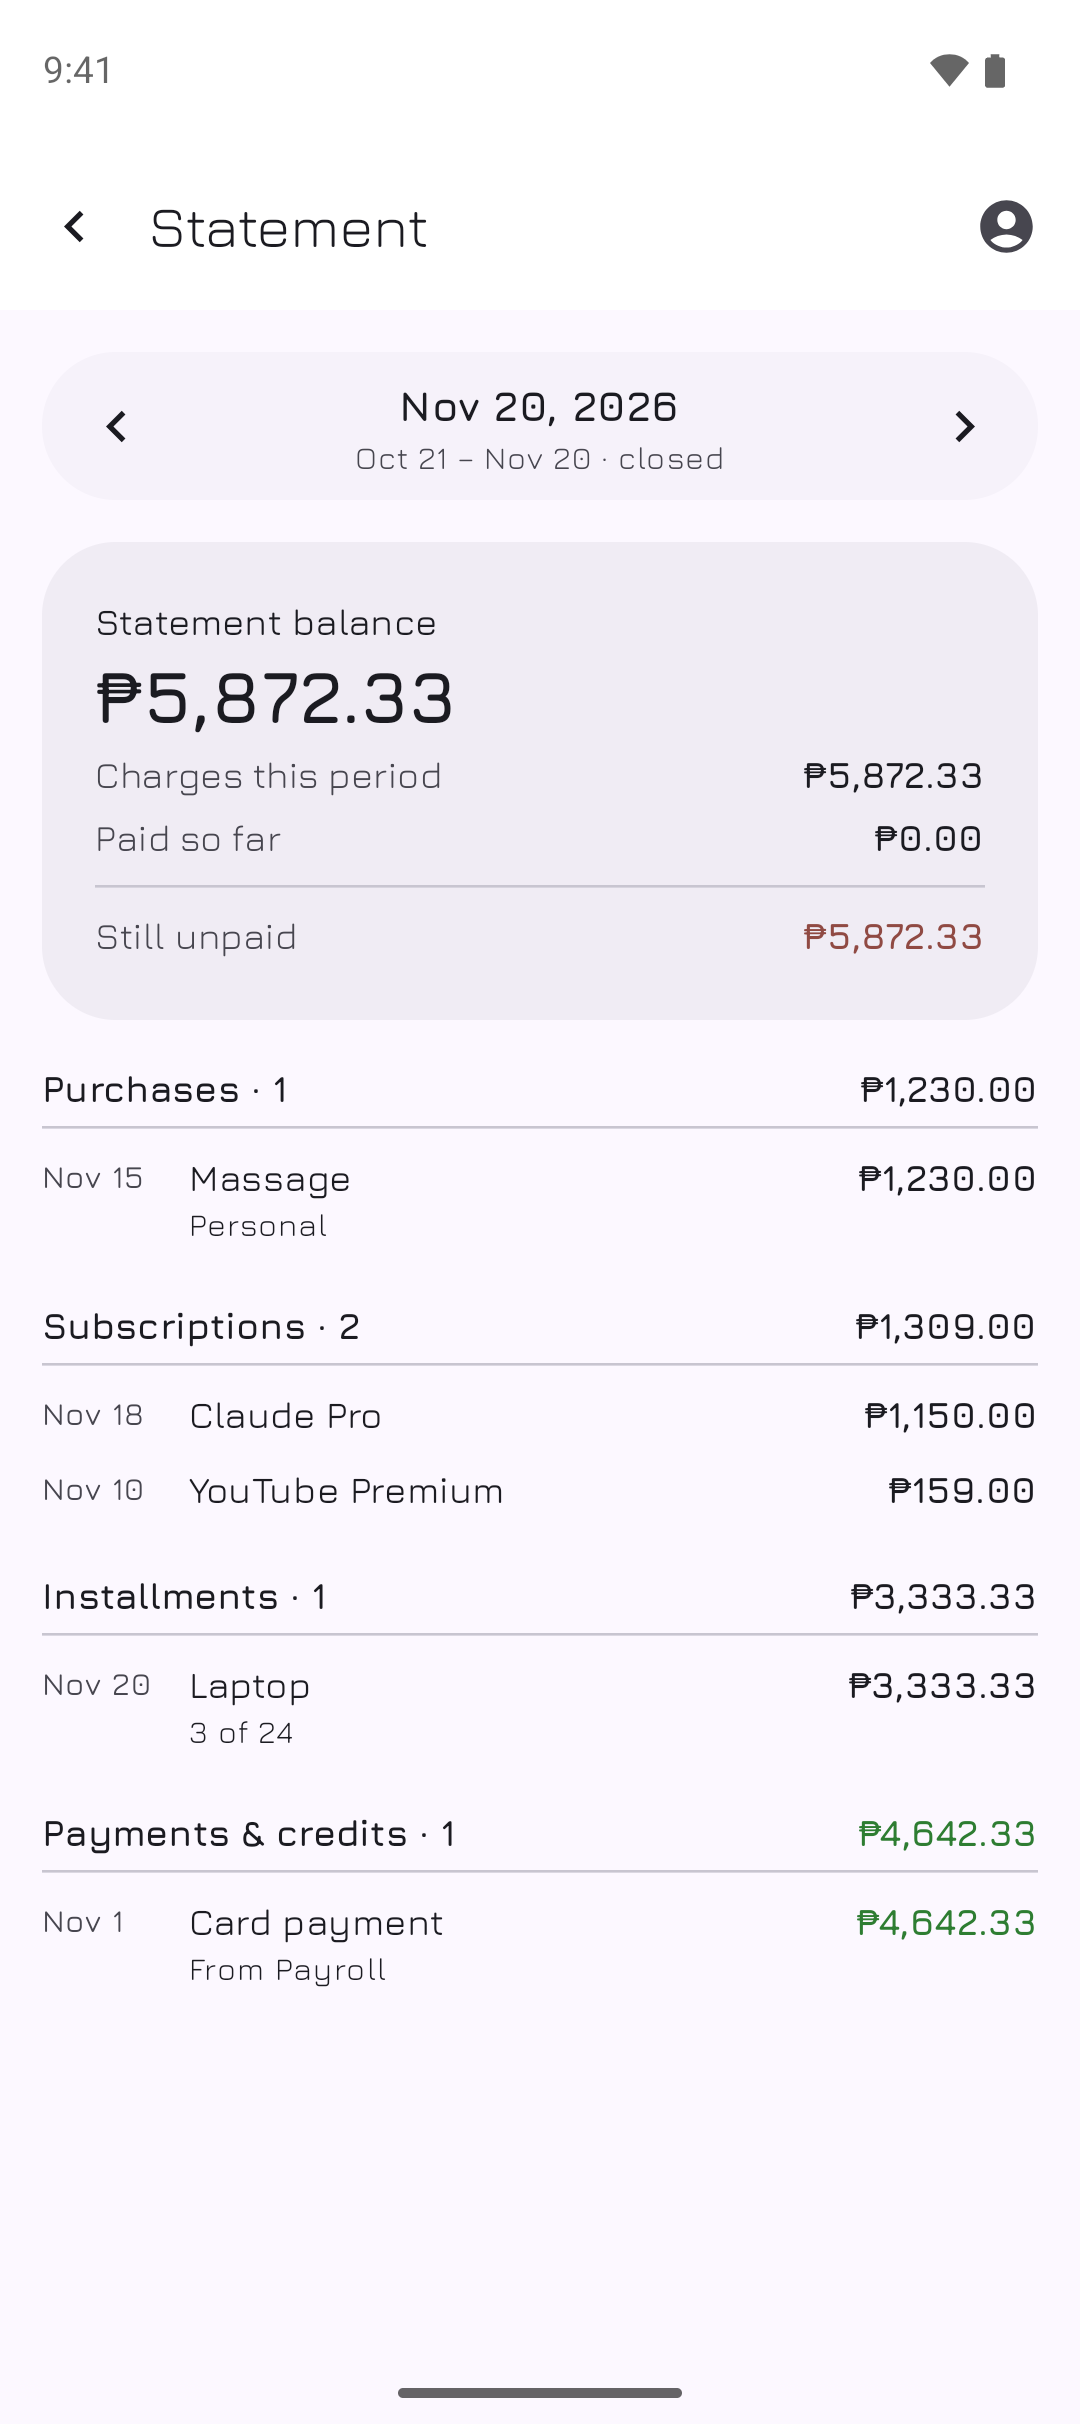 9:41
Statement
Nov 20, 2026
Oct 21 – Nov 20 · closed
Statement balance
₱5,872.33
Charges this period ₱5,872.33
Paid so far ₱0.00
Still unpaid ₱5,872.33
Purchases · 1 ₱1,230.00
Nov 15 Massage ₱1,230.00
Personal
Subscriptions · 2 ₱1,309.00
Nov 18 Claude Pro ₱1,150.00
Nov 10 YouTube Premium ₱159.00
Installments · 1 ₱3,333.33
Nov 20 Laptop ₱3,333.33
3 of 24
Payments & credits · 1 ₱4,642.33
Nov 1 Card payment ₱4,642.33
From Payroll